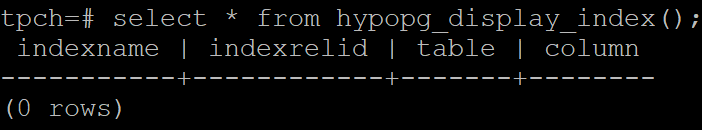 tpch=# select * from hypopg_display_index();
 indexname | indexrelid | table | column
-----------+------------+-------+--------
(0 rows)